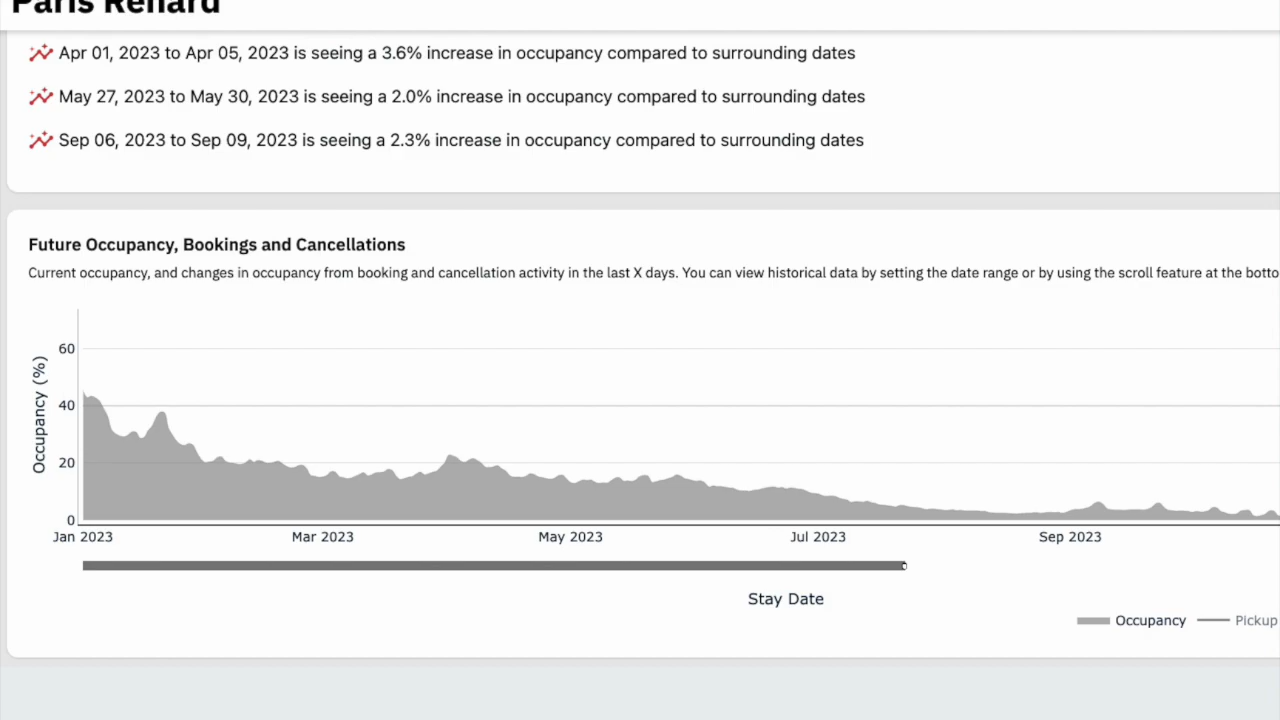 Paris Renard
Apr 01, 2023 to Apr 05, 2023 is seeing a 3.6% increase in occupancy compared to surrounding dates
May 27, 2023 to May 30, 2023 is seeing a 2.0% increase in occupancy compared to surrounding dates
Sep 06, 2023 to Sep 09, 2023 is seeing a 2.3% increase in occupancy compared to surrounding dates
Future Occupancy, Bookings and Cancellations
Current occupancy, and changes in occupancy from booking and cancellation activity in the last X days. You can view historical data by setting the date range or by using the scroll feature at the botto
Occupancy (%)
60
40
20
0
Jan 2023 Mar 2023 May 2023 Jul 2023 Sep 2023
Stay Date
Occupancy Pickup